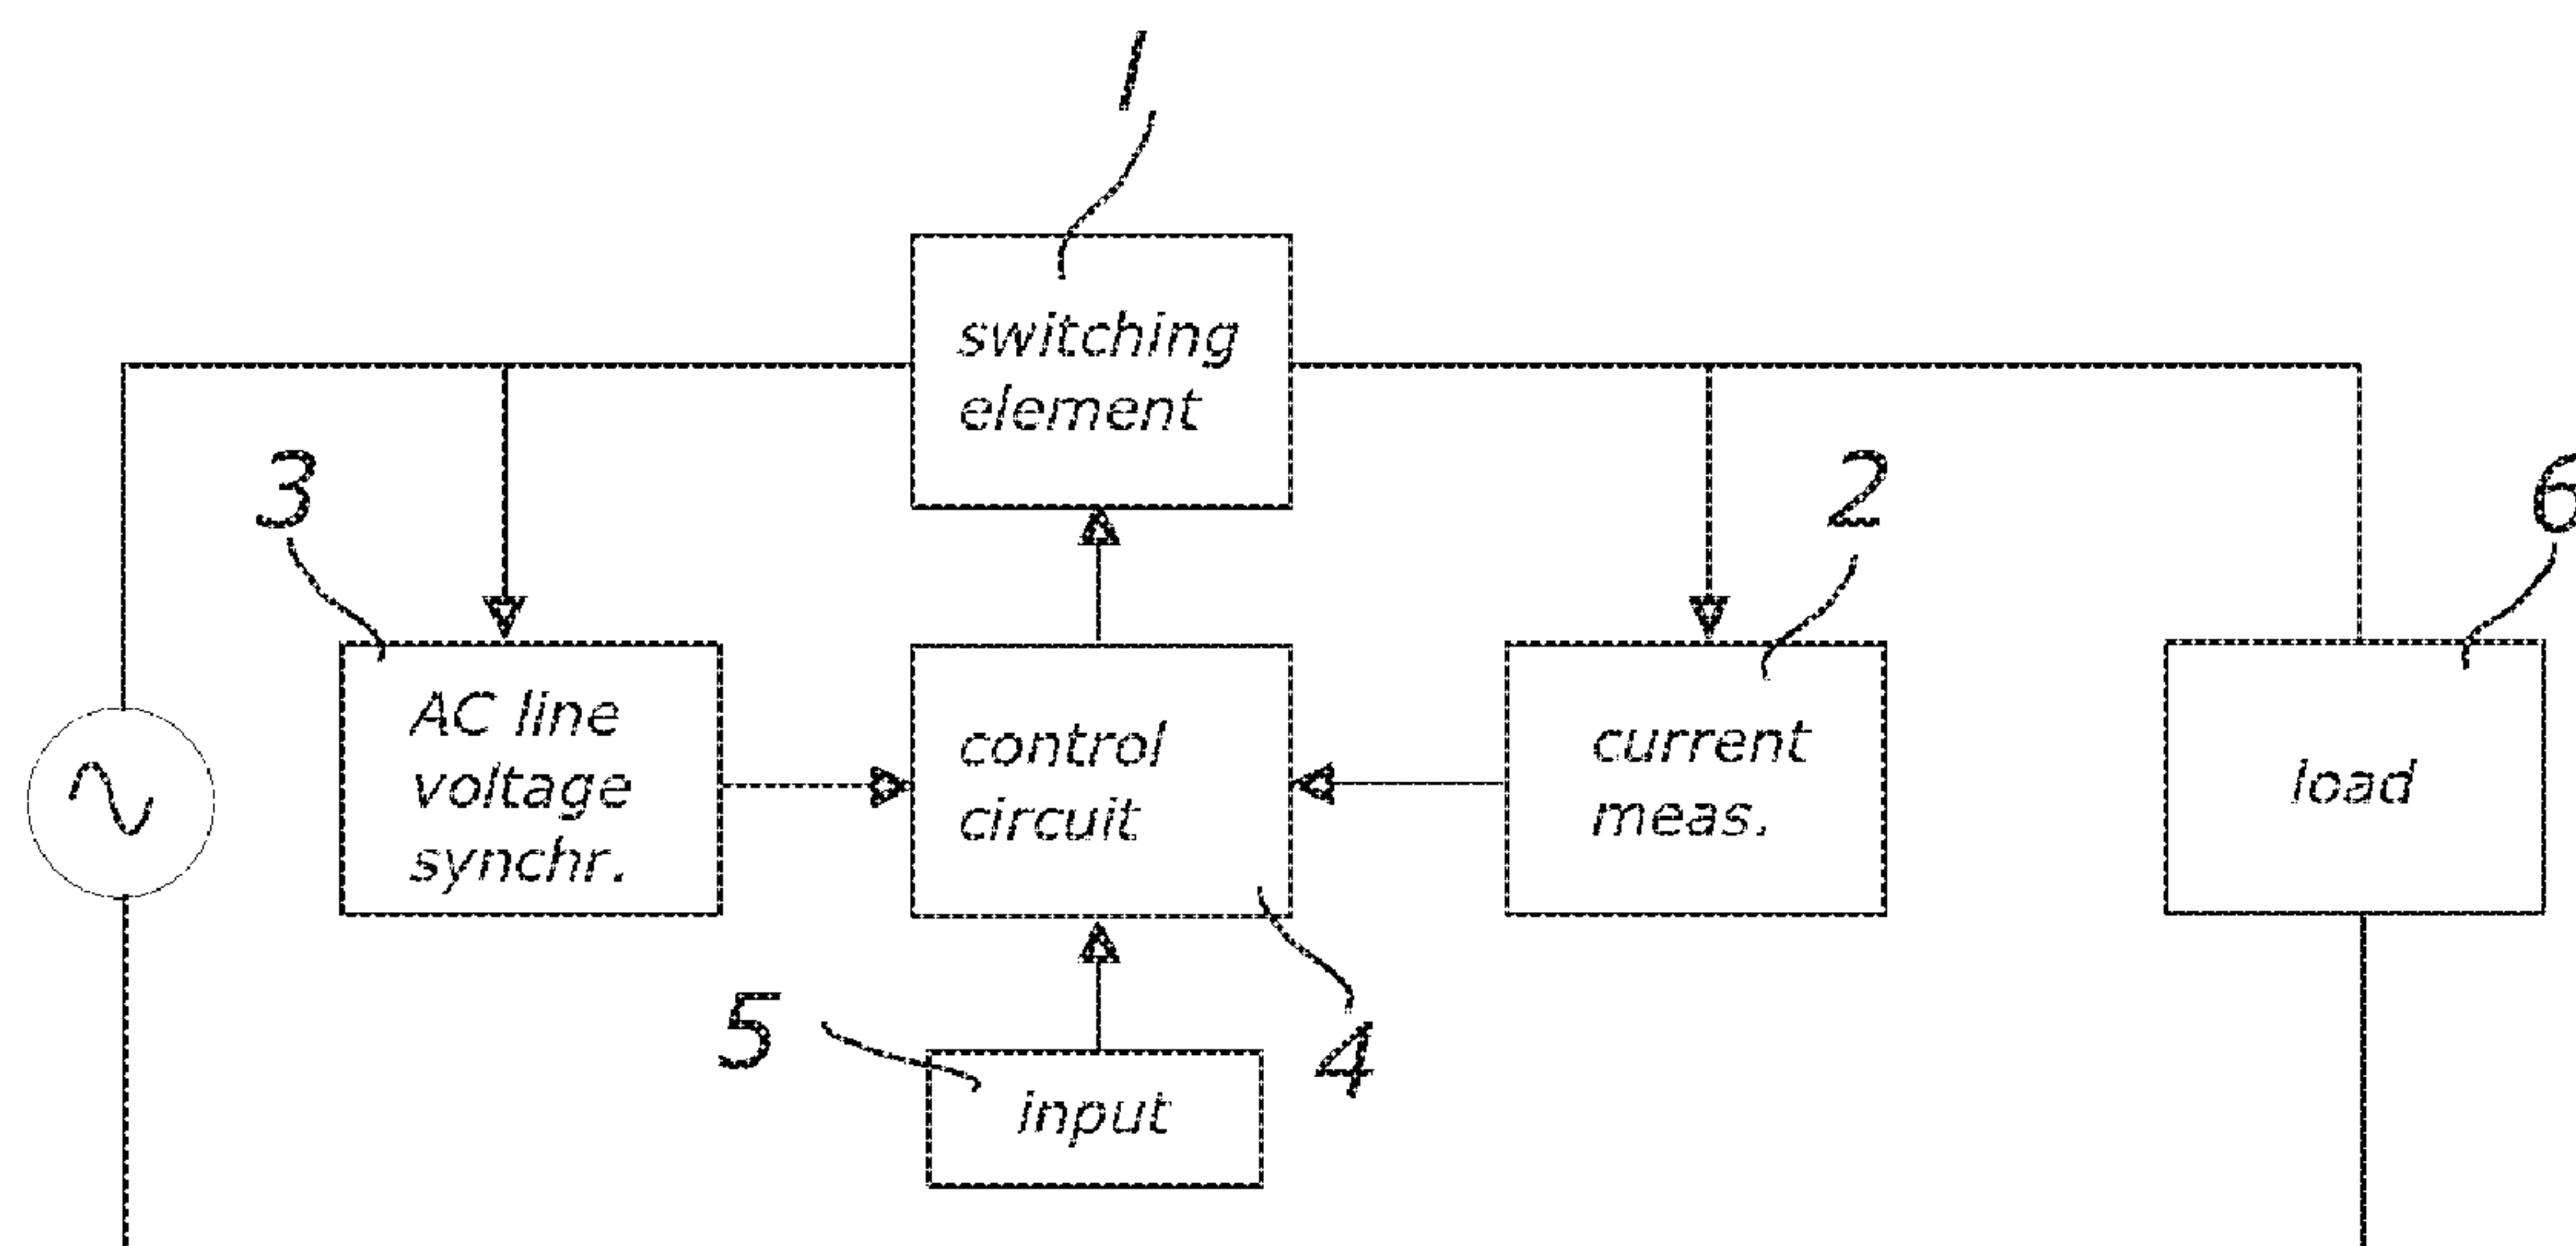 1
switching
element
3
2
6
AC line
voltage
synchr.
control
circuit
current
meas.
load
5
4
input